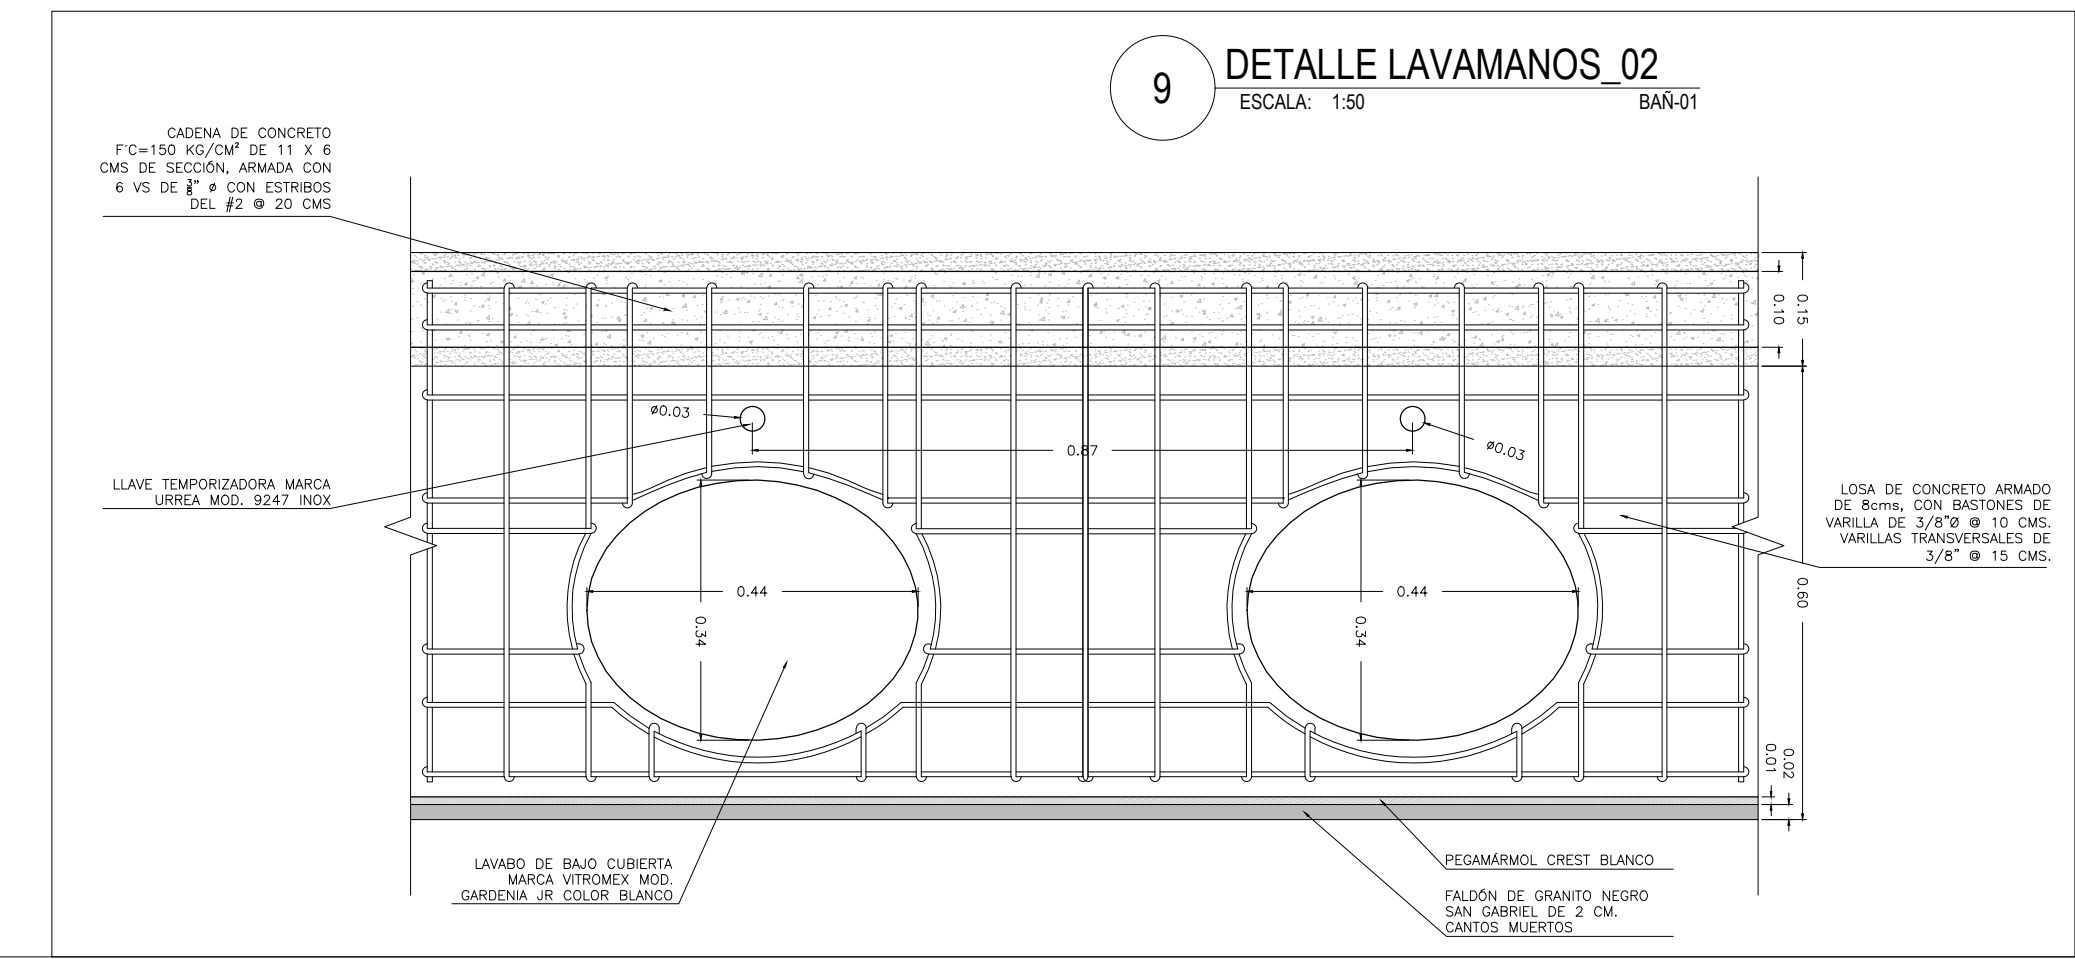 9
DETALLE LAVAMANOS_02
ESCALA: 1:50
BAÑ-01
CADENA DE CONCRETO
F'C=150 KG/CM² DE 11 X 6
CMS DE SECCIÓN, ARMADA CON
6 VS DE 3/8" ø CON ESTRIBOS
DEL #2 @ 20 CMS
0.10
0.15
ø0.03
0.87
ø0.03
LLAVE TEMPORIZADORA MARCA
URREA MOD. 9247 INOX
LOSA DE CONCRETO ARMADO
DE 8cms, CON BASTONES DE
VARILLA DE 3/8"Ø @ 10 CMS.
VARILLAS TRANSVERSALES DE
3/8" @ 15 CMS.
0.44
0.34
0.44
0.34
0.60
0.01
0.02
LAVABO DE BAJO CUBIERTA
MARCA VITROMEX MOD.
GARDENIA JR COLOR BLANCO
PEGAMÁRMOL CREST BLANCO
FALDÓN DE GRANITO NEGRO
SAN GABRIEL DE 2 CM.
CANTOS MUERTOS